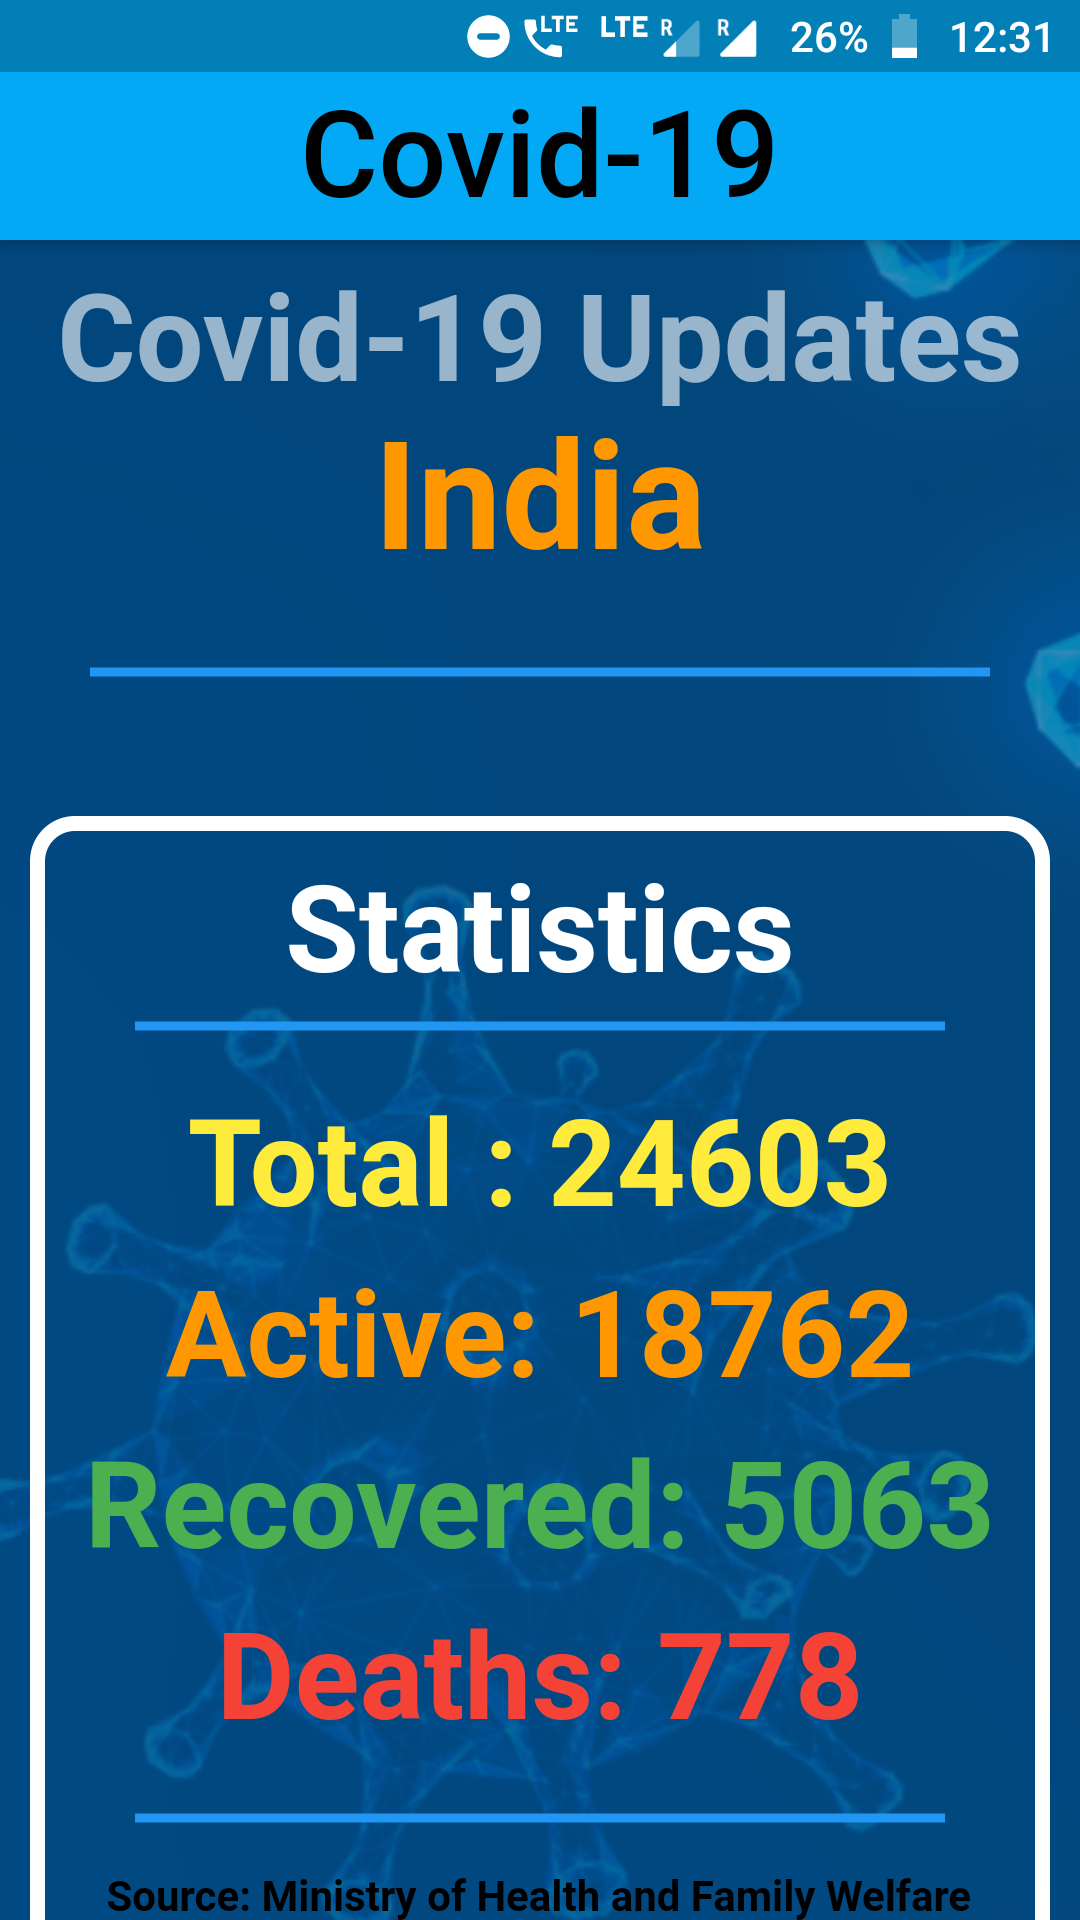 LTE LTE R R 26% 12:31
Covid-19
Covid-19 Updates
India
Statistics
Total : 24603
Active: 18762
Recovered: 5063
Deaths: 778
Source: Ministry of Health and Family Welfare